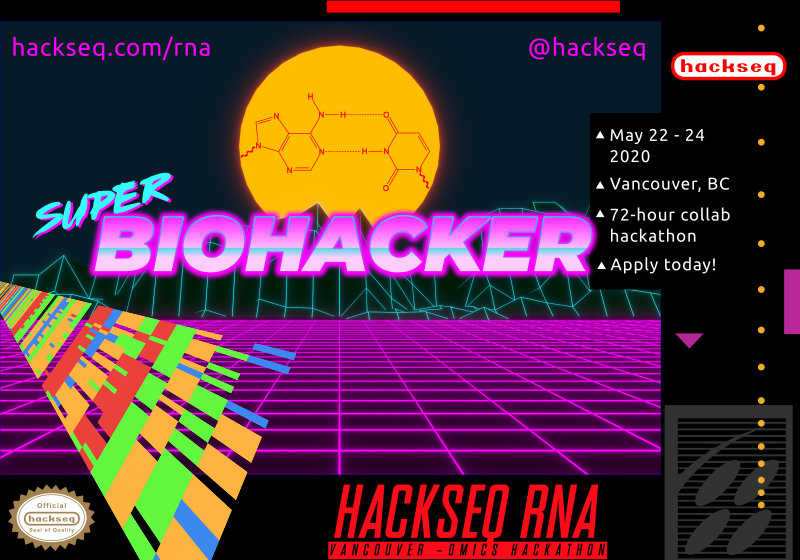 hackseq.com/rna
@hackseq
hackseq
H
N
N
H
O
N
N
N
H
N
N
O
May 22 - 24
2020
Vancouver, BC
72-hour collab
hackathon
Apply today!
SUPER
BIOHACKER
Official
hackseq
Seal of Quality
HACKSEQ RNA
VANCOUVER -OMICS HACKATHON